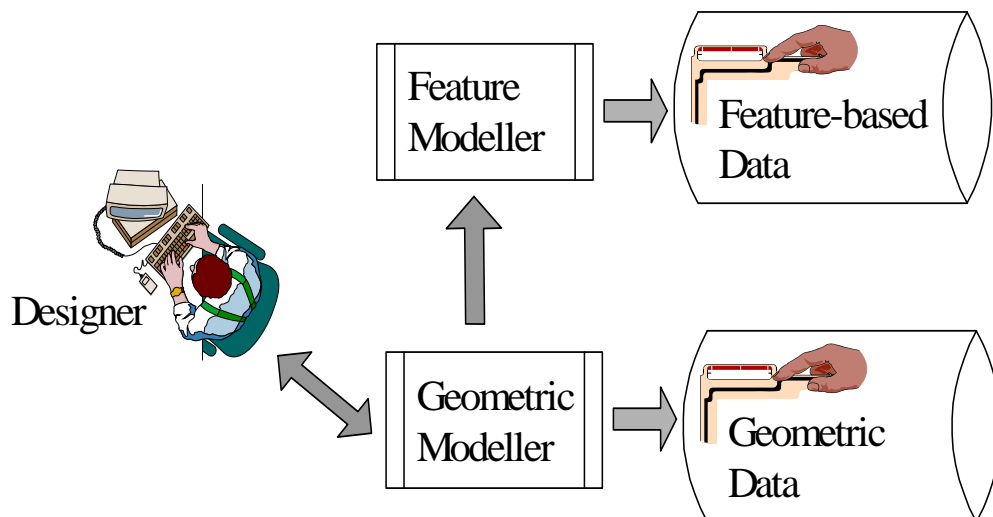 Feature
Modeller
Feature-based
Data
Designer
Geometric
Modeller
Geometric
Data